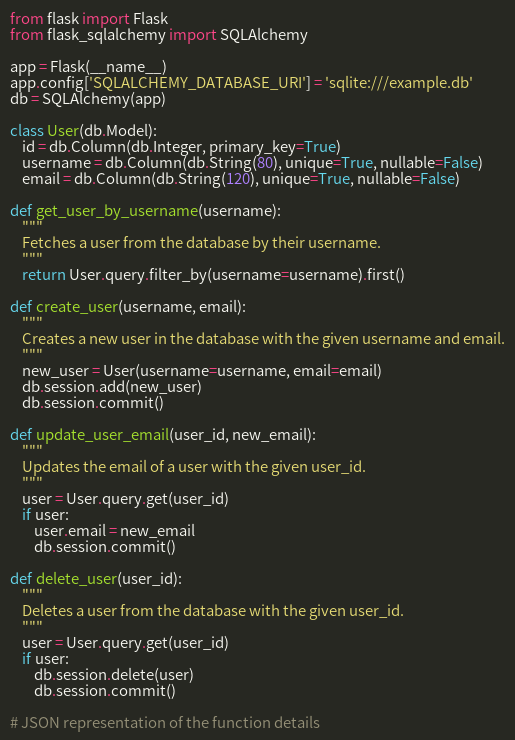 from flask import Flask
from flask_sqlalchemy import SQLAlchemy

app = Flask(__name__)
app.config['SQLALCHEMY_DATABASE_URI'] = 'sqlite:///example.db'
db = SQLAlchemy(app)

class User(db.Model):
    id = db.Column(db.Integer, primary_key=True)
    username = db.Column(db.String(80), unique=True, nullable=False)
    email = db.Column(db.String(120), unique=True, nullable=False)

def get_user_by_username(username):
    """
    Fetches a user from the database by their username.
    """
    return User.query.filter_by(username=username).first()

def create_user(username, email):
    """
    Creates a new user in the database with the given username and email.
    """
    new_user = User(username=username, email=email)
    db.session.add(new_user)
    db.session.commit()

def update_user_email(user_id, new_email):
    """
    Updates the email of a user with the given user_id.
    """
    user = User.query.get(user_id)
    if user:
        user.email = new_email
        db.session.commit()

def delete_user(user_id):
    """
    Deletes a user from the database with the given user_id.
    """
    user = User.query.get(user_id)
    if user:
        db.session.delete(user)
        db.session.commit()

# JSON representation of the function details